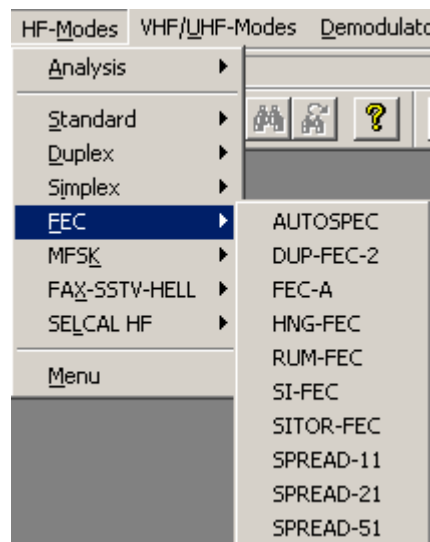 HF-Modes VHF/UHF-Modes Demodulato
Analysis
Standard
Duplex
Simplex
FEC
MFSK
FAX-SSTV-HELL
SELCAL HF
Menu
AUTOSPEC
DUP-FEC-2
FEC-A
HNG-FEC
RUM-FEC
SI-FEC
SITOR-FEC
SPREAD-11
SPREAD-21
SPREAD-51